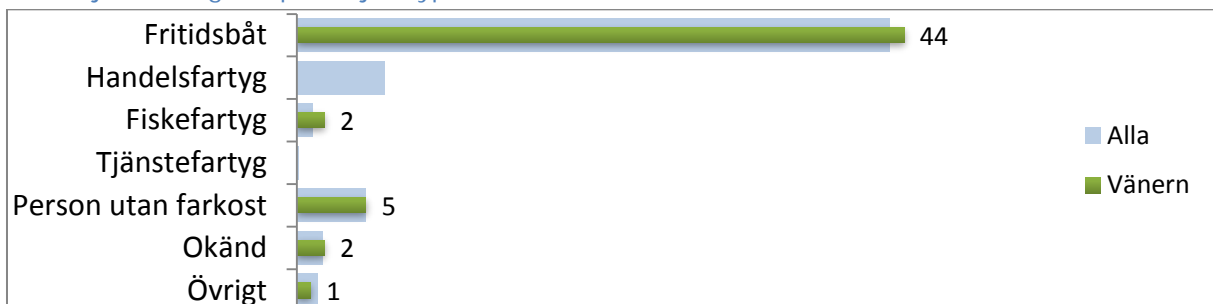 Fritidsbåt 44
Handelsfartyg
Fiskefartyg 2
Tjänstefartyg
Person utan farkost 5
Okänd 2
Övrigt 1
Alla
Vänern